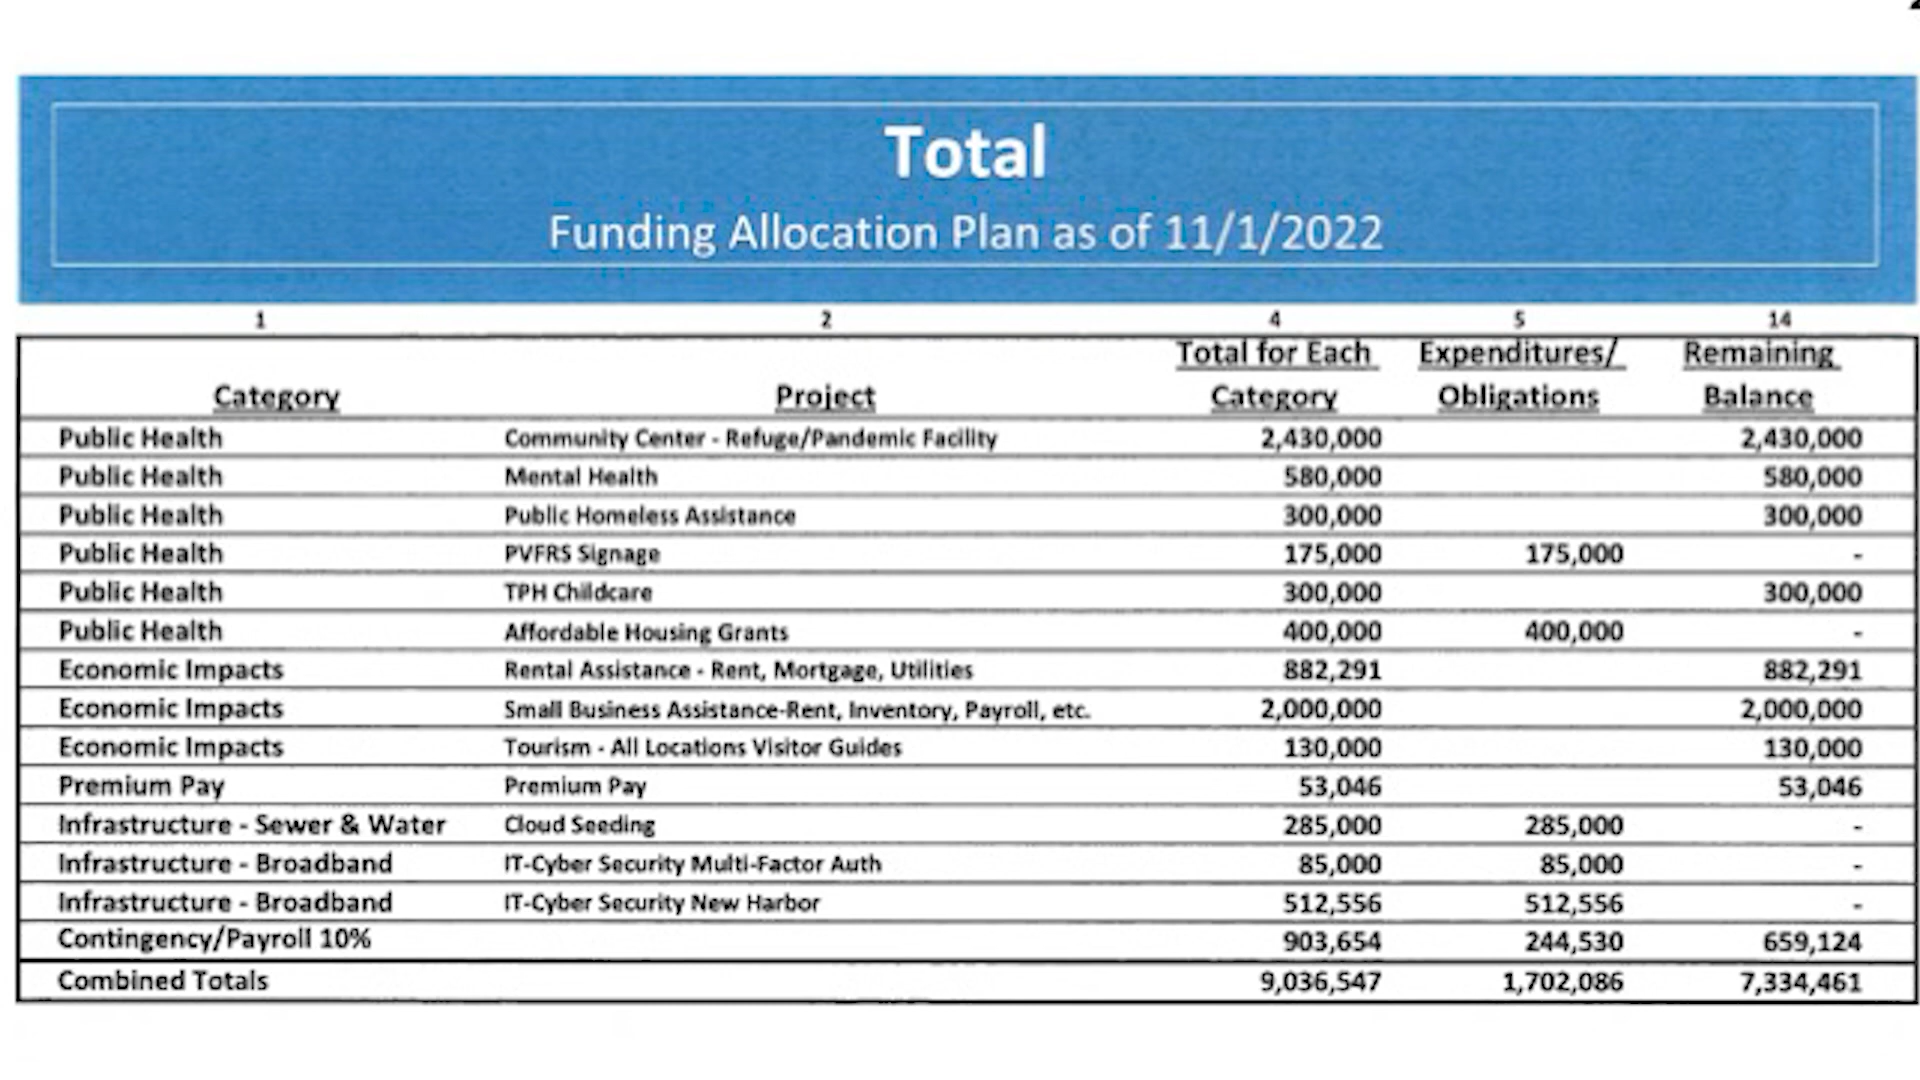 Total
Funding Allocation Plan as of 11/1/2022
1 2 4 5 14
Total for Each Expenditures/ Remaining
Category Project Category Obligations Balance
Public Health Community Center - Refuge/Pandemic Facility 2,430,000 2,430,000
Public Health Mental Health 580,000 580,000
Public Health Public Homeless Assistance 300,000 300,000
Public Health PVFRS Signage 175,000 175,000 -
Public Health TPH Childcare 300,000 300,000
Public Health Affordable Housing Grants 400,000 400,000 -
Economic Impacts Rental Assistance - Rent, Mortgage, Utilities 882,291 882,291
Economic Impacts Small Business Assistance-Rent, Inventory, Payroll, etc. 2,000,000 2,000,000
Economic Impacts Tourism - All Locations Visitor Guides 130,000 130,000
Premium Pay Premium Pay 53,046 53,046
Infrastructure - Sewer & Water Cloud Seeding 285,000 285,000 -
Infrastructure - Broadband IT-Cyber Security Multi-Factor Auth 85,000 85,000 -
Infrastructure - Broadband IT-Cyber Security New Harbor 512,556 512,556 -
Contingency/Payroll 10% 903,654 244,530 659,124
Combined Totals 9,036,547 1,702,086 7,334,461